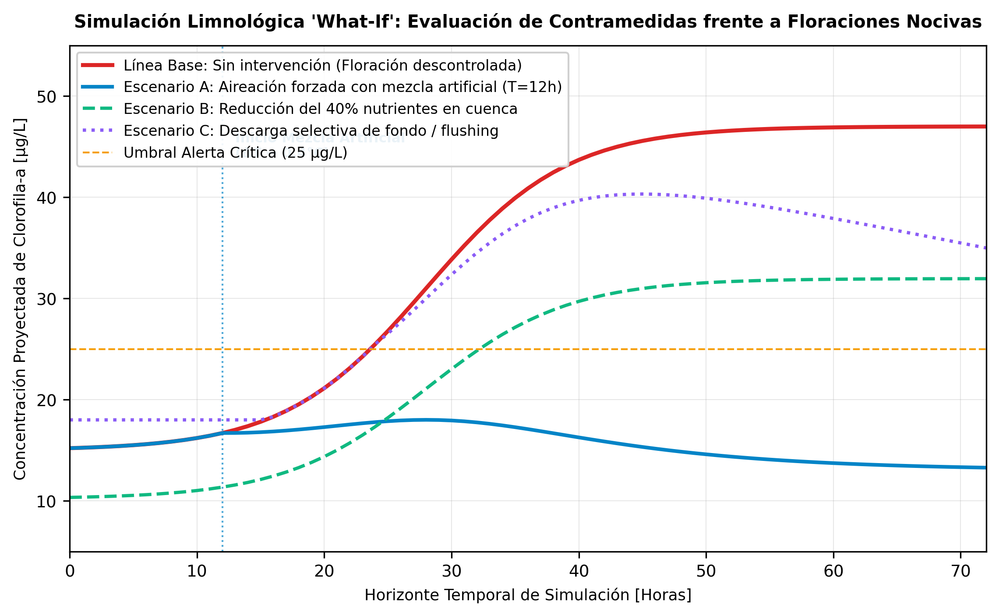 Simulación Limnológica 'What-If': Evaluación de Contramedidas frente a Floraciones Nocivas
Línea Base: Sin intervención (Floración descontrolada)
Escenario A: Aireación forzada con mezcla artificial (T=12h)
Escenario B: Reducción del 40% nutrientes en cuenca
Escenario C: Descarga selectiva de fondo / flushing
Inicio Mezcla Artificial
Umbral Alerta Crítica (25 µg/L)
Concentración Proyectada de Clorofila-a [µg/L]
50
40
30
20
10
0
10
20
30
40
50
60
70
Horizonte Temporal de Simulación [Horas]